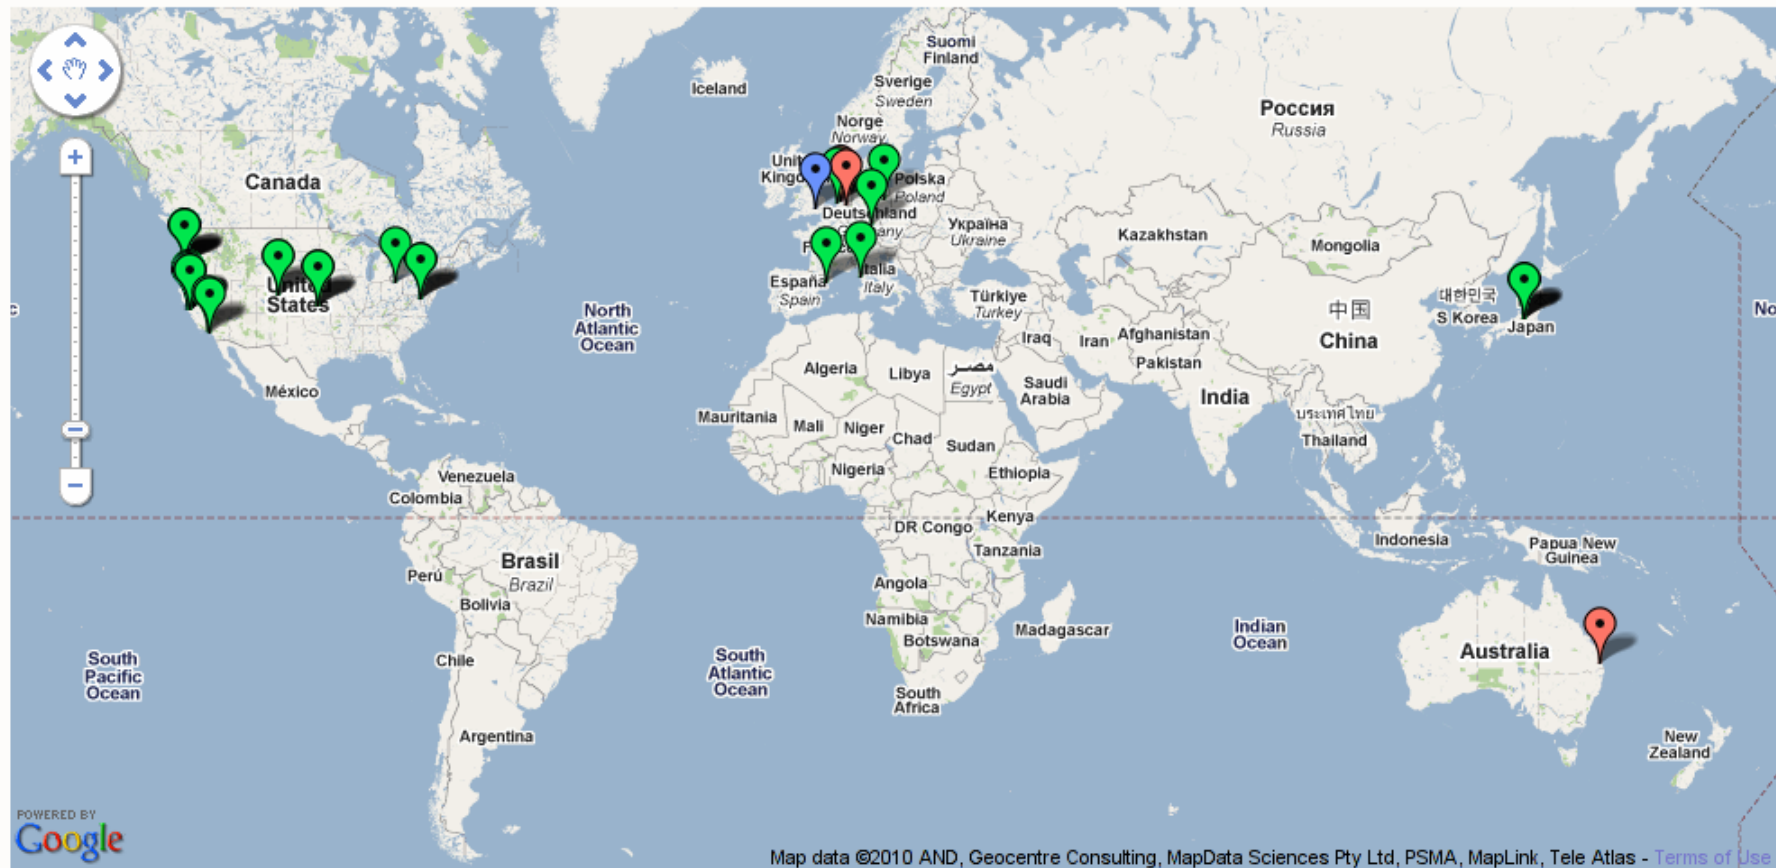 Suomi
Finland
Iceland
Sverige
Sweden
Россия
Russia
Norge
Norway
Canada
Polska
Poland
Deutschland
Україна
Ukraine
Kazakhstan
Mongolia
España
Spain
Italia
Italy
Türkiye
Turkey
United
States
North
Atlantic
Ocean
대한민국
S Korea
Japan
中国
China
Iraq
Iran
Afghanistan
Pakistan
Algeria
Libya
مصر
Egypt
Saudi
Arabia
India
México
Mauritania
Mali
Niger
Chad
Sudan
ประเทศไทย
Thailand
Nigeria
Ethiopia
Venezuela
Colombia
DR Congo
Kenya
Tanzania
Indonesia
Papua New
Guinea
Brasil
Brazil
Perú
Bolivia
Angola
Namibia
Botswana
Madagascar
Indian
Ocean
Australia
South
Pacific
Ocean
Chile
South
Atlantic
Ocean
South
Africa
Argentina
New
Zealand
POWERED BY
Google
Map data ©2010 AND, Geocentre Consulting, MapData Sciences Pty Ltd, PSMA, MapLink, Tele Atlas - Terms of Use